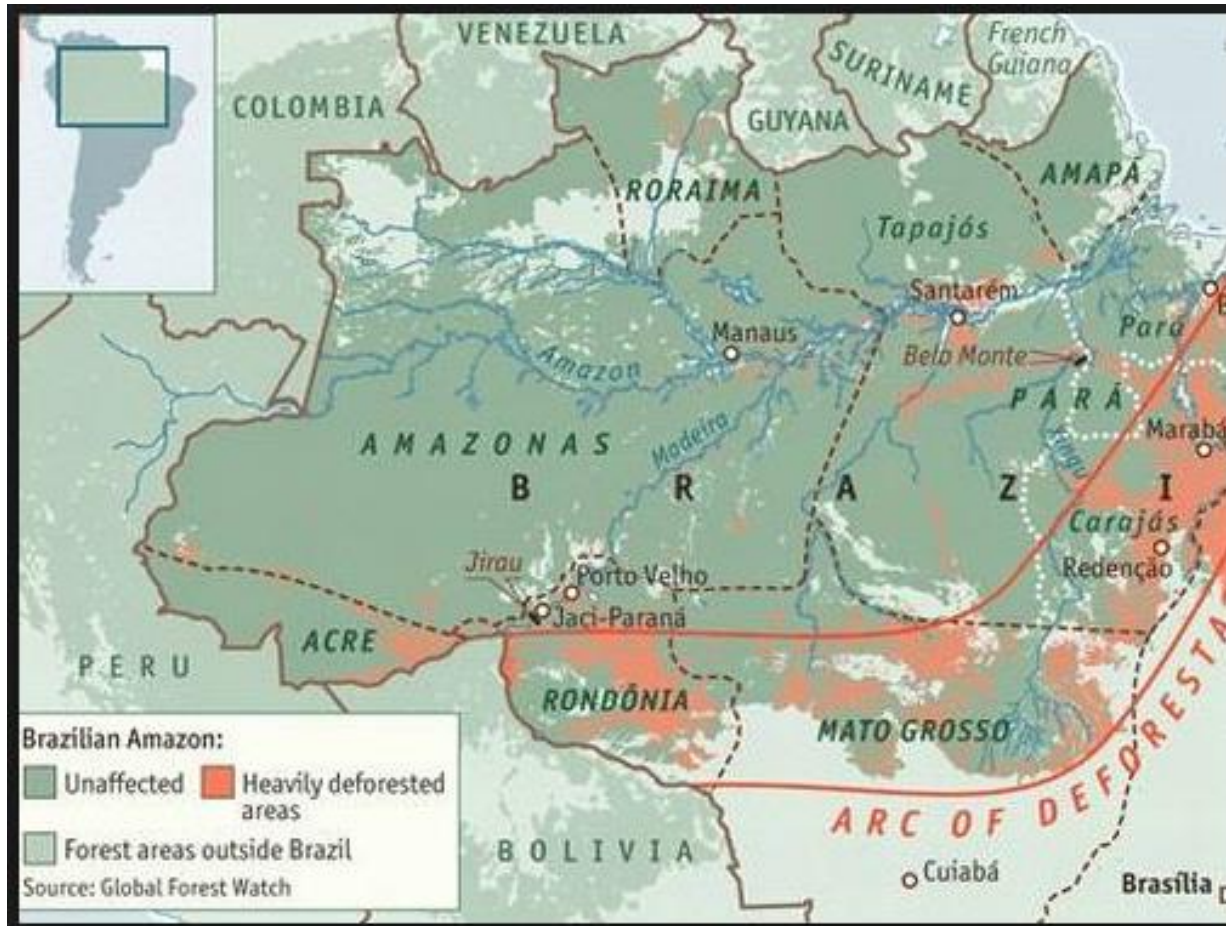 VENEZUELA
French
Guiana
SURINAME
COLOMBIA
GUYANA
RORAIMA
AMAPÁ
Tapajós
Santarém
Manaus
Pará
Belo Monte
Amazon
PARÁ
AMAZONAS
Madeira
Marabá
Xingu
BRAZI
Carajás
Jirau
Porto Velho
Redenção
Jaci-Paraná
ACRE
PERU
RONDÔNIA
MATO GROSSO
Brazilian Amazon:
Unaffected
Heavily deforested
areas
Forest areas outside Brazil
Source: Global Forest Watch
ARC OF DEFORESTA
BOLIVIA
Cuiabá
Brasília